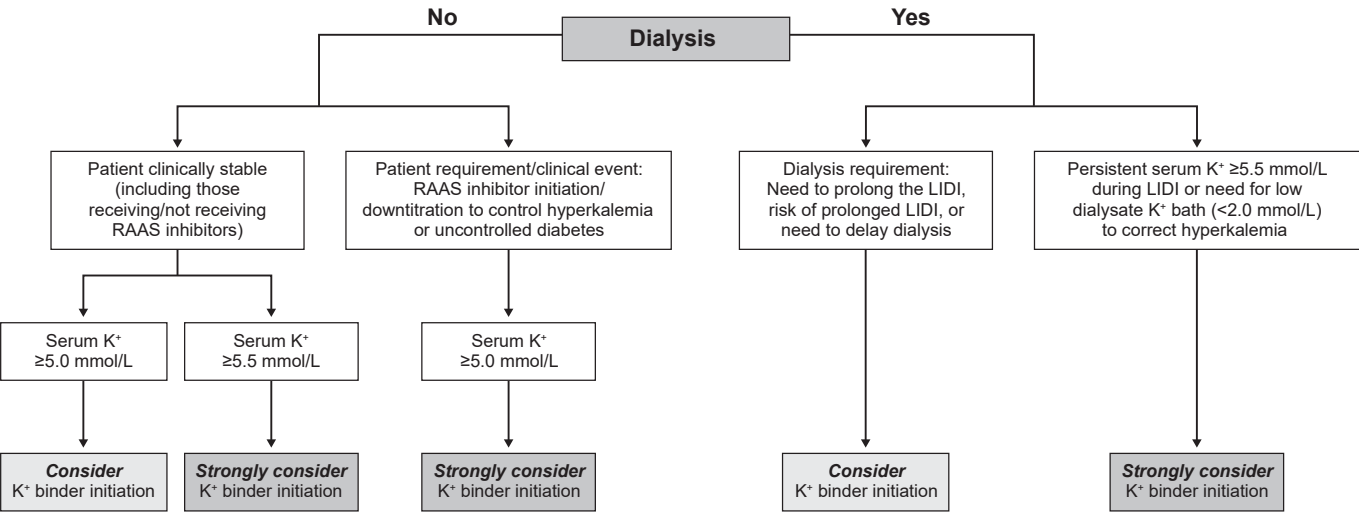 No
Dialysis
Yes
Patient clinically stable
(including those
receiving/not receiving
RAAS inhibitors)
Patient requirement/clinical event:
RAAS inhibitor initiation/
downtitration to control hyperkalemia
or uncontrolled diabetes
Dialysis requirement:
Need to prolong the LIDI,
risk of prolonged LIDI, or
need to delay dialysis
Persistent serum K⁺ ≥5.5 mmol/L
during LIDI or need for low
dialysate K⁺ bath (<2.0 mmol/L)
to correct hyperkalemia
Serum K⁺
≥5.0 mmol/L
Serum K⁺
≥5.5 mmol/L
Serum K⁺
≥5.0 mmol/L
Consider
K⁺ binder initiation
Strongly consider
K⁺ binder initiation
Strongly consider
K⁺ binder initiation
Consider
K⁺ binder initiation
Strongly consider
K⁺ binder initiation